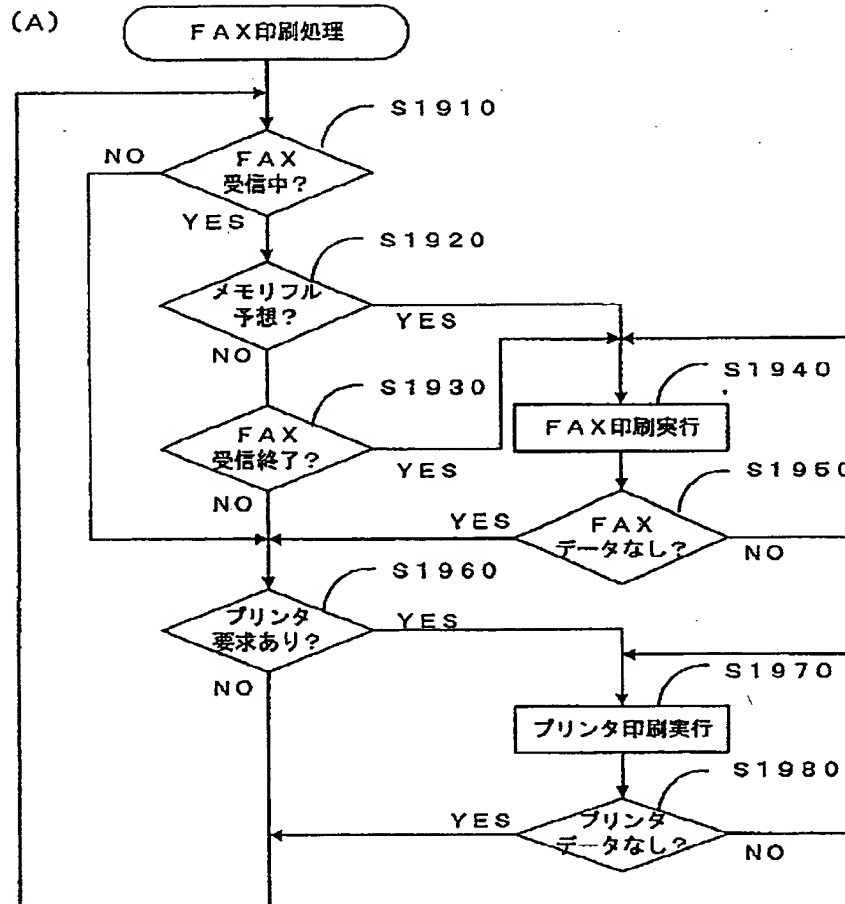 (A)
FAX印刷処理
S1910
NO
FAX
受信中?
YES
S1920
メモリフル
予想?
YES
NO
S1930
S1940
FAX
受信終了?
YES
FAX印刷実行
NO
S1950
YES
FAX
データなし?
NO
S1960
プリンタ
要求あり?
YES
NO
S1970
プリンタ印刷実行
S1980
YES
プリンタ
データなし?
NO